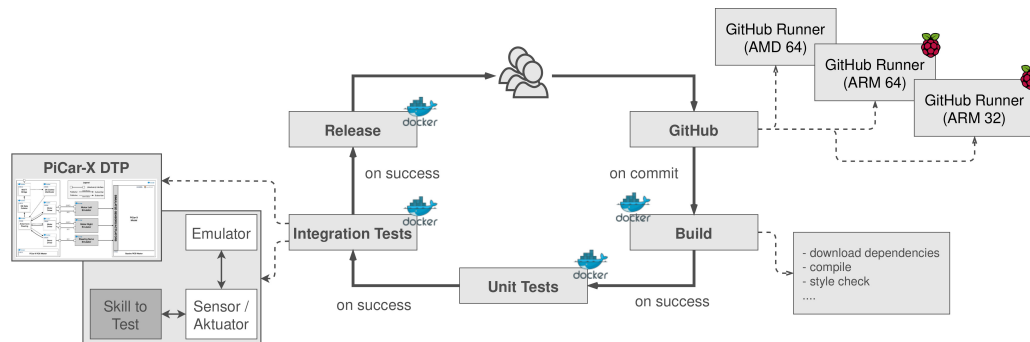 GitHub Runner
(AMD 64)
GitHub Runner
(ARM 64)
GitHub Runner
(ARM 32)
docker
Release
GitHub
PiCar-X DTP
on success
on commit
docker
docker
Emulator
Integration Tests
Build
- download dependencies
- compile
- style check
....
docker
Unit Tests
on success
on success
Skill to
Test
Sensor /
Aktuator